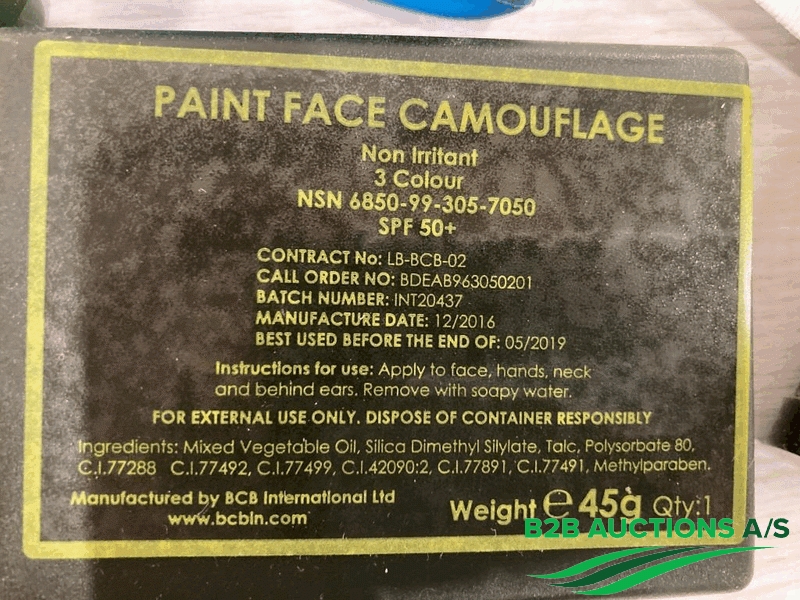 PAINT FACE CAMOUFLAGE
Non Irritant
3 Colour
NSN 6850-99-305-7050
SPF 50+
CONTRACT No: LB-BCB-02
CALL ORDER NO: BDEAB963050201
BATCH NUMBER: INT20437
MANUFACTURE DATE: 12/2016
BEST USED BEFORE THE END OF: 05/2019
Instructions for use: Apply to face, hands, neck
and behind ears. Remove with soapy water.
FOR EXTERNAL USE ONLY. DISPOSE OF CONTAINER RESPONSIBLY
Ingredients: Mixed Vegetable Oil, Silica Dimethyl Silylate, Talc, Polysorbate 80,
C.I.77288 C.I.77492, C.I.77499, C.I.42090:2, C.I.77891, C.I.77491, Methylparaben.
Manufactured by BCB International Ltd
www.bcbin.com
Weight ℮ 45g Qty:1
B2B AUCTIONS A/S